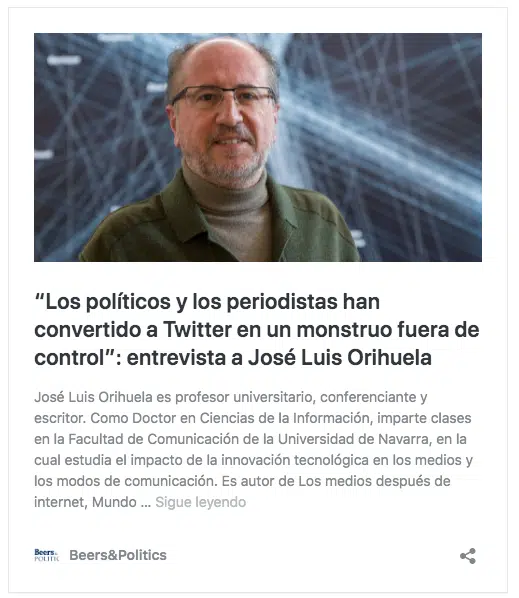 “Los políticos y los periodistas han
convertido a Twitter en un monstruo fuera de
control”: entrevista a José Luis Orihuela
José Luis Orihuela es profesor universitario, conferenciante y
escritor. Como Doctor en Ciencias de la Información, imparte clases
en la Facultad de Comunicación de la Universidad de Navarra, en la
cual estudia el impacto de la innovación tecnológica en los medios y
los modos de comunicación. Es autor de Los medios después de
internet, Mundo ... Sigue leyendo
Beers&
POLITIC
Beers&Politics